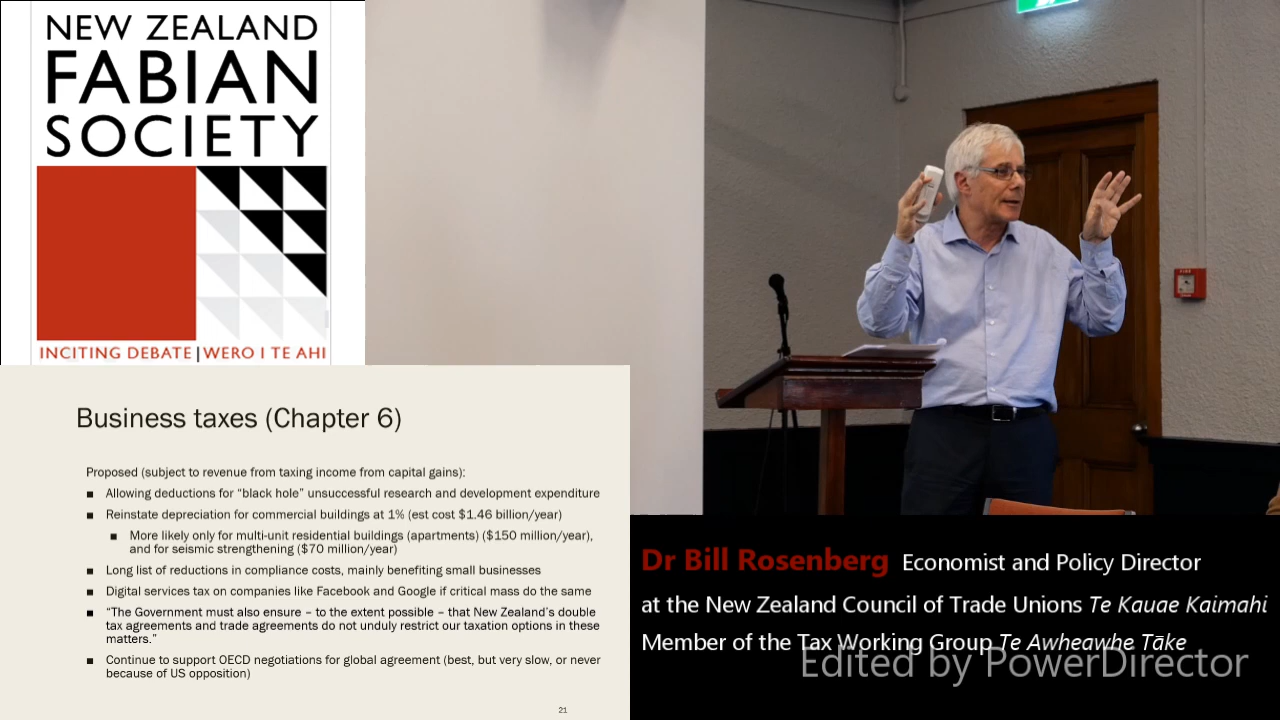 NEW ZEALAND
FABIAN
SOCIETY
INCITING DEBATE | WERO I TE AHI
Business taxes (Chapter 6)
Proposed (subject to revenue from taxing income from capital gains):
■ Allowing deductions for “black hole” unsuccessful research and development expenditure
■ Reinstate depreciation for commercial buildings at 1% (est cost $1.46 billion/year)
■ More likely only for multi-unit residential buildings (apartments) ($150 million/year),
and for seismic strengthening ($70 million/year)
■ Long list of reductions in compliance costs, mainly benefiting small businesses
■ Digital services tax on companies like Facebook and Google if critical mass do the same
■ “The Government must also ensure – to the extent possible – that New Zealand’s double
tax agreements and trade agreements do not unduly restrict our taxation options in these
matters.”
■ Continue to support OECD negotiations for global agreement (best, but very slow, or never
because of US opposition)
21
Dr Bill Rosenberg Economist and Policy Director
at the New Zealand Council of Trade Unions Te Kauae Kaimahi
Member of the Tax Working Group Te Awheawhe Tāke
Edited by PowerDirector